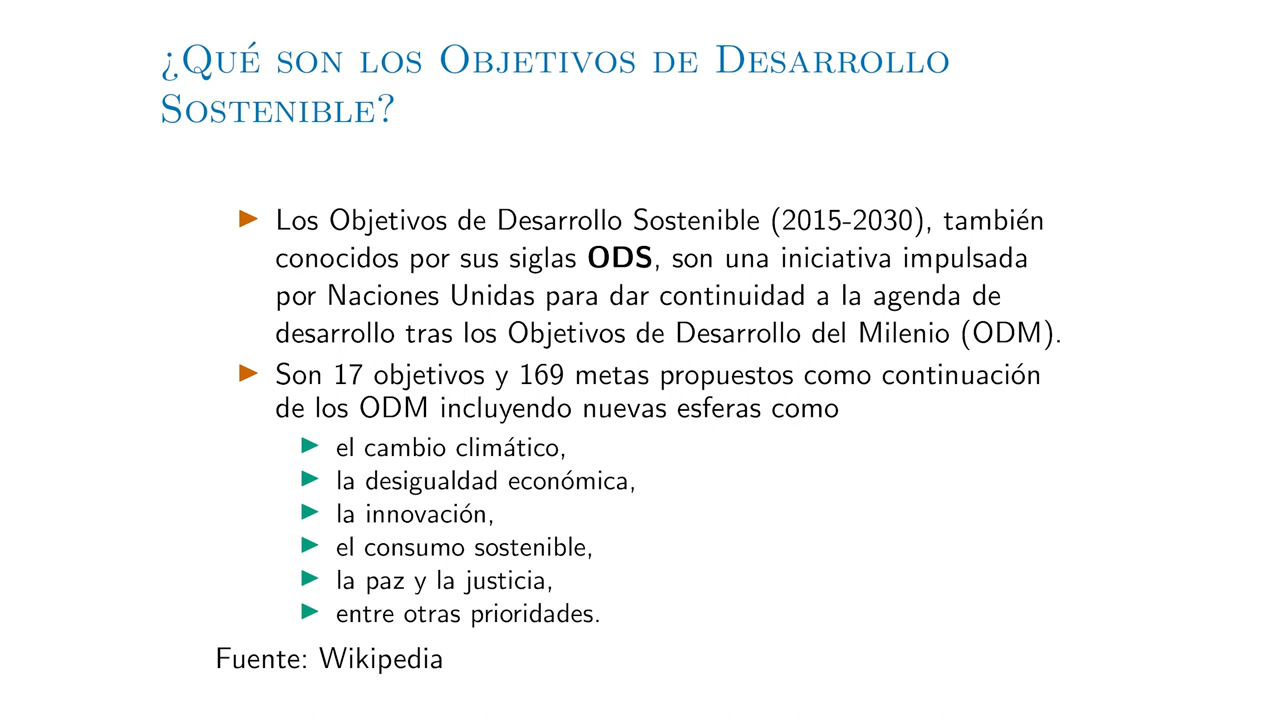 ¿Qué son los Objetivos de Desarrollo
Sostenible?
Los Objetivos de Desarrollo Sostenible (2015-2030), también
conocidos por sus siglas ODS, son una iniciativa impulsada
por Naciones Unidas para dar continuidad a la agenda de
desarrollo tras los Objetivos de Desarrollo del Milenio (ODM).
Son 17 objetivos y 169 metas propuestos como continuación
de los ODM incluyendo nuevas esferas como
el cambio climático,
la desigualdad económica,
la innovación,
el consumo sostenible,
la paz y la justicia,
entre otras prioridades.
Fuente: Wikipedia